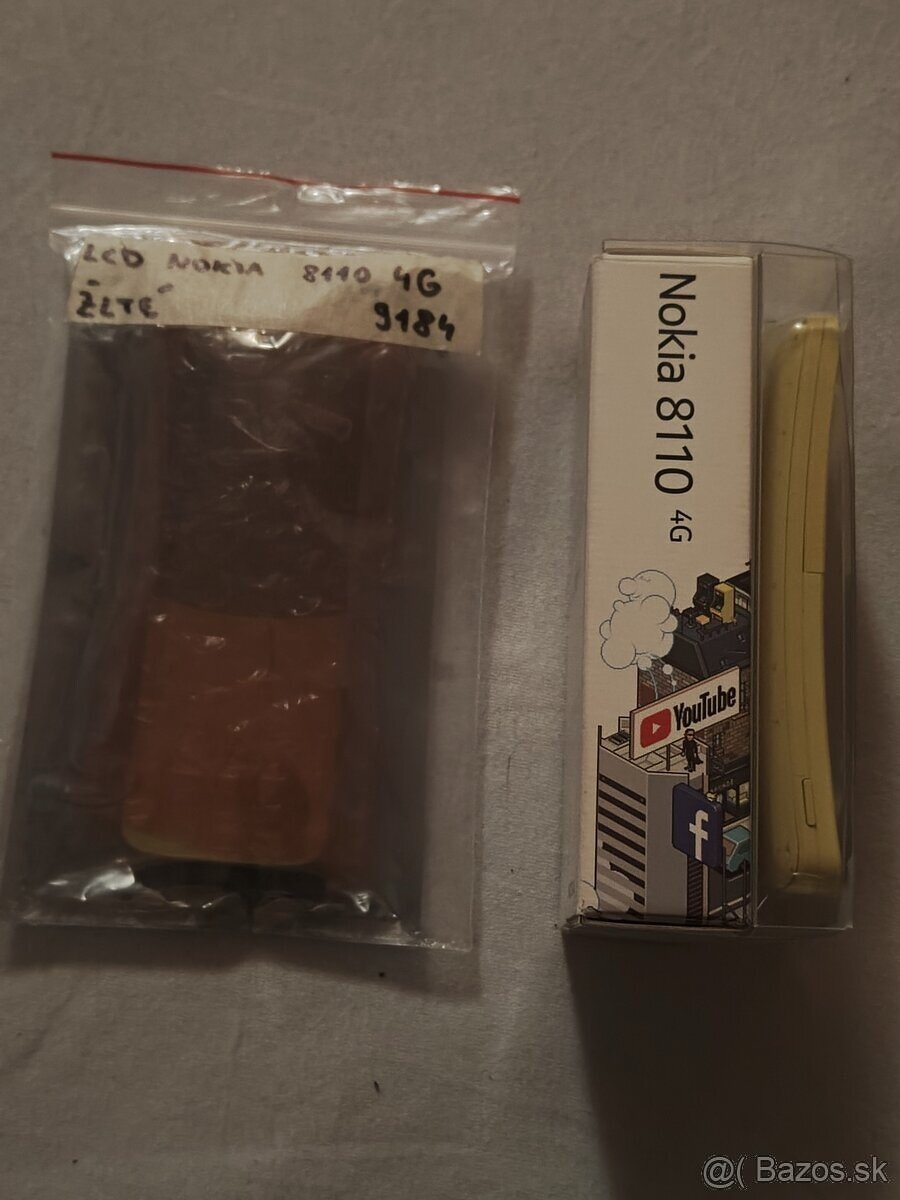 LCD NOKIA 8110 4G
ŽLTÉ 9184
Nokia 8110 4G
YouTube
f
@( Bazos.sk